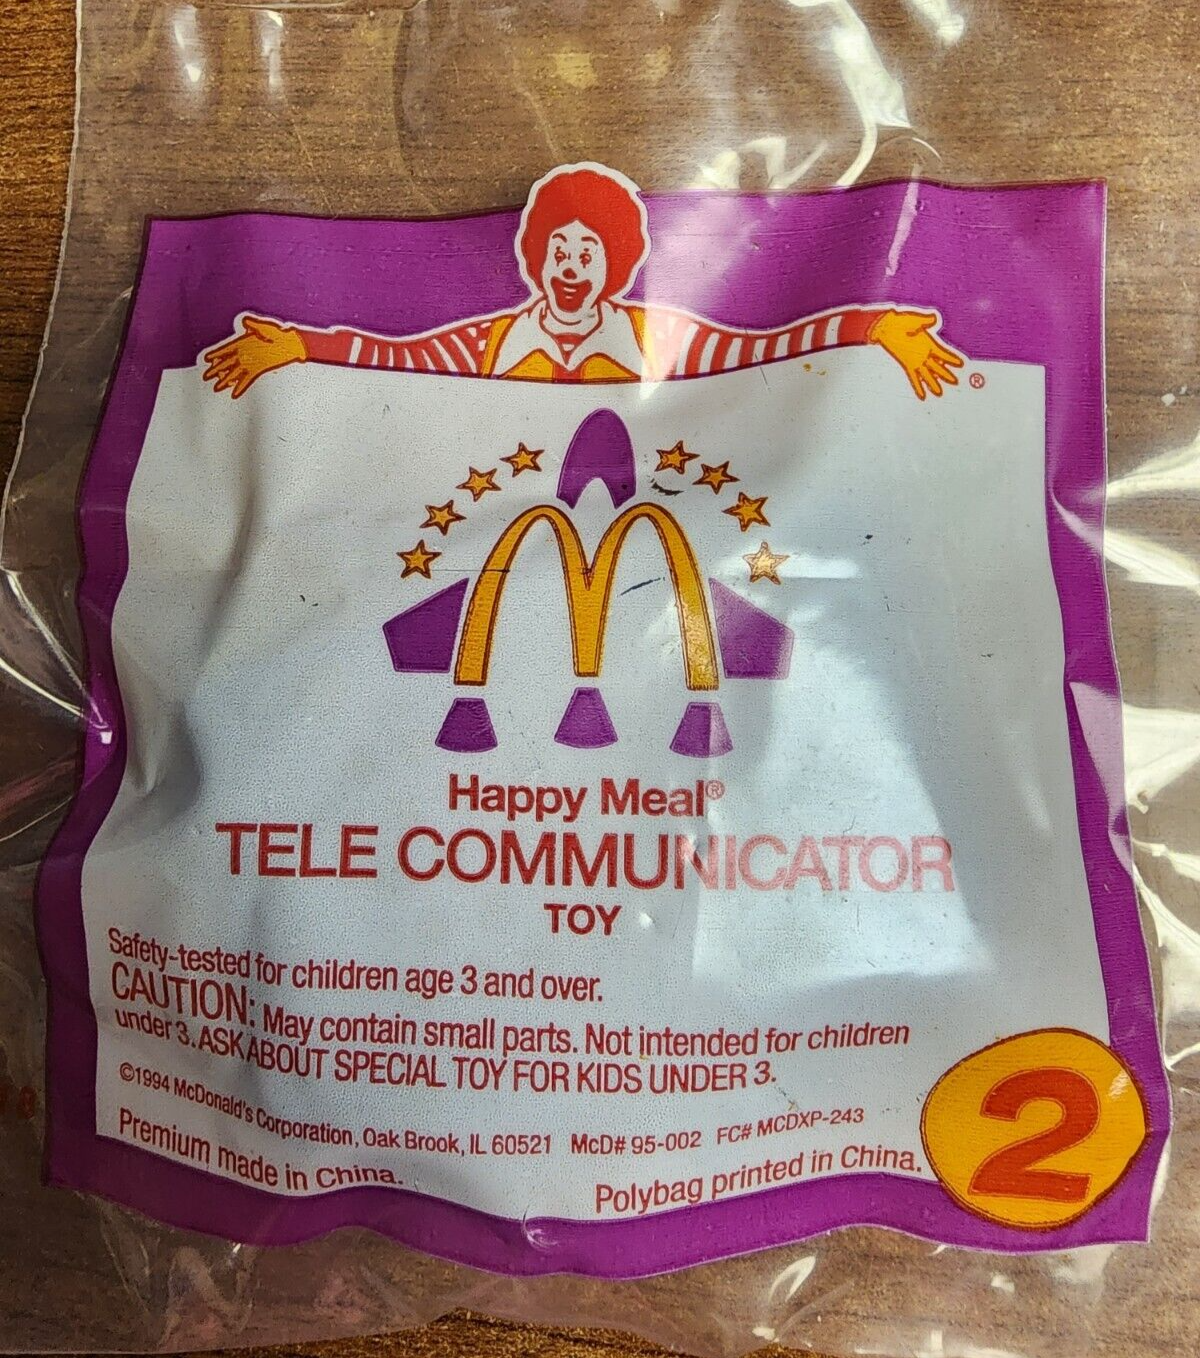 ®
Happy Meal®
TELE COMMUNICATOR
TOY
Safety-tested for children age 3 and over.
CAUTION: May contain small parts. Not intended for children
under 3. ASK ABOUT SPECIAL TOY FOR KIDS UNDER 3.
©1994 McDonald's Corporation, Oak Brook, IL 60521 McD# 95-002 FC# MCDXP-243
Premium made in China. Polybag printed in China.
2